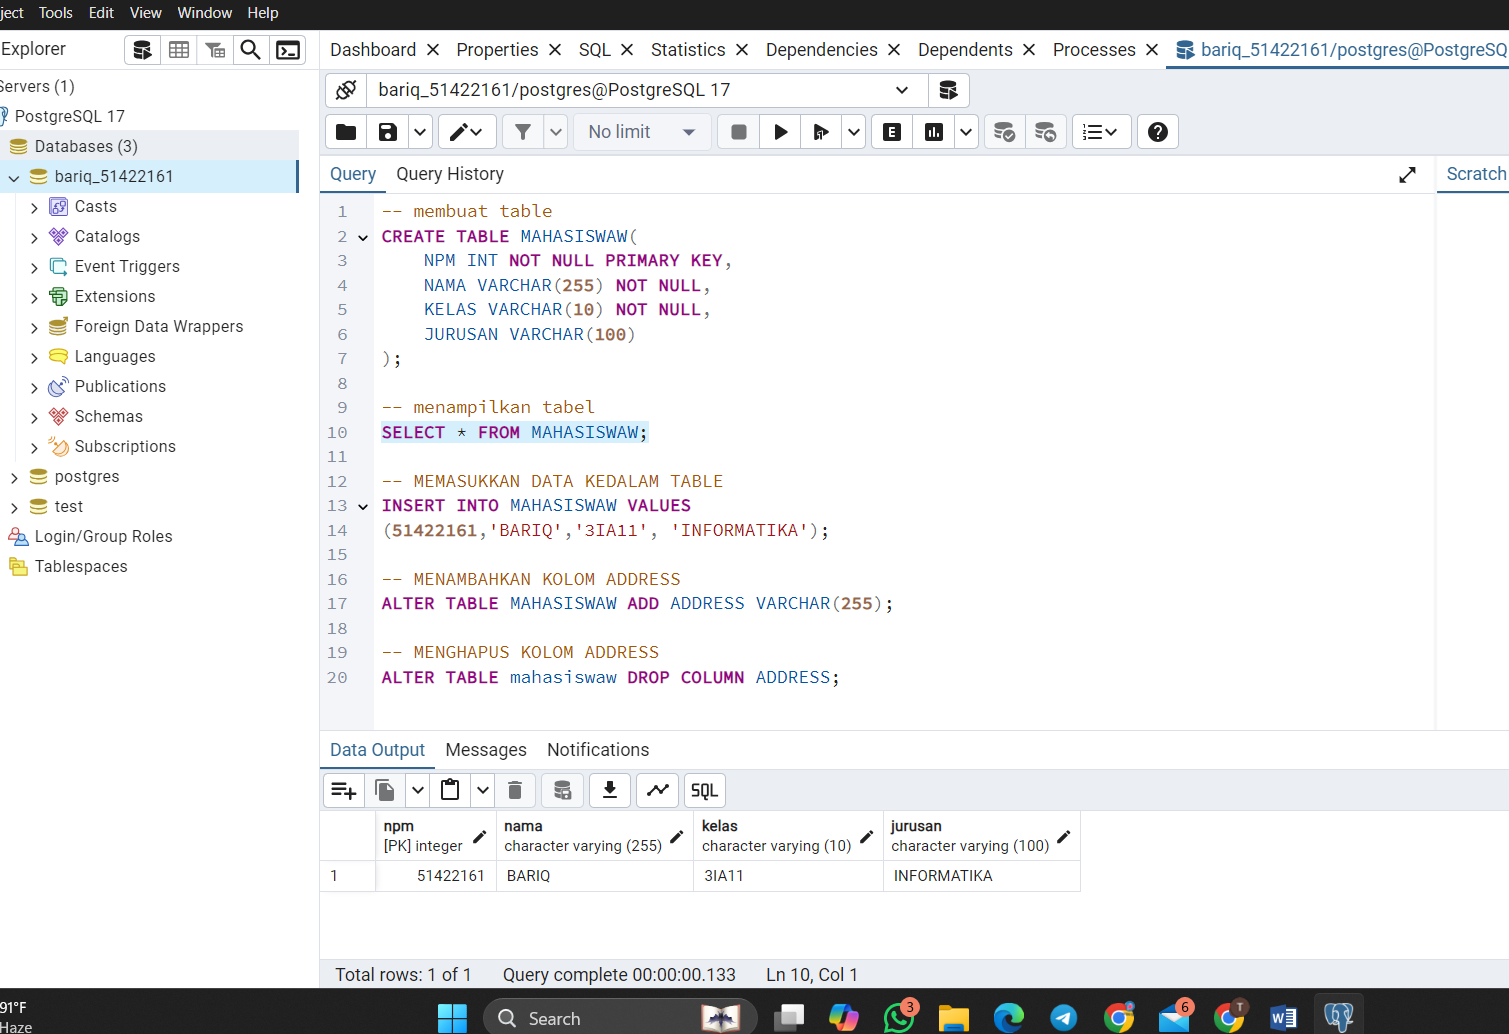 ject Tools Edit View Window Help
Explorer
Dashboard Properties SQL Statistics Dependencies Dependents Processes bariq_51422161/postgres@PostgreSQ
Servers (1)
PostgreSQL 17
Databases (3)
bariq_51422161
Casts
Catalogs
Event Triggers
Extensions
Foreign Data Wrappers
Languages
Publications
Schemas
Subscriptions
postgres
test
Login/Group Roles
Tablespaces
bariq_51422161/postgres@PostgreSQL 17
No limit
E
Query Query History
Scratch
1 -- membuat table
2 CREATE TABLE MAHASISWAW(
3 NPM INT NOT NULL PRIMARY KEY,
4 NAMA VARCHAR(255) NOT NULL,
5 KELAS VARCHAR(10) NOT NULL,
6 JURUSAN VARCHAR(100)
7 );
8
9 -- menampilkan tabel
10 SELECT * FROM MAHASISWAW;
11
12 -- MEMASUKKAN DATA KEDALAM TABLE
13 INSERT INTO MAHASISWAW VALUES
14 (51422161,'BARIQ','3IA11', 'INFORMATIKA');
15
16 -- MENAMBAHKAN KOLOM ADDRESS
17 ALTER TABLE MAHASISWAW ADD ADDRESS VARCHAR(255);
18
19 -- MENGHAPUS KOLOM ADDRESS
20 ALTER TABLE mahasiswaw DROP COLUMN ADDRESS;
Data Output Messages Notifications
SQL
npm nama kelas jurusan
[PK] integer character varying (255) character varying (10) character varying (100)
1 51422161 BARIQ 3IA11 INFORMATIKA
Total rows: 1 of 1 Query complete 00:00:00.133 Ln 10, Col 1
91°F
Haze
Search
3
6
T
W